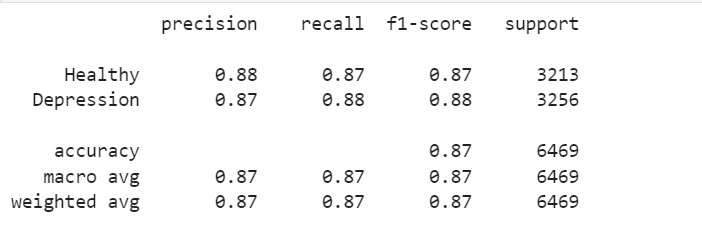 precision recall f1-score support
Healthy 0.88 0.87 0.87 3213
Depression 0.87 0.88 0.88 3256
accuracy 0.87 6469
macro avg 0.87 0.87 0.87 6469
weighted avg 0.87 0.87 0.87 6469